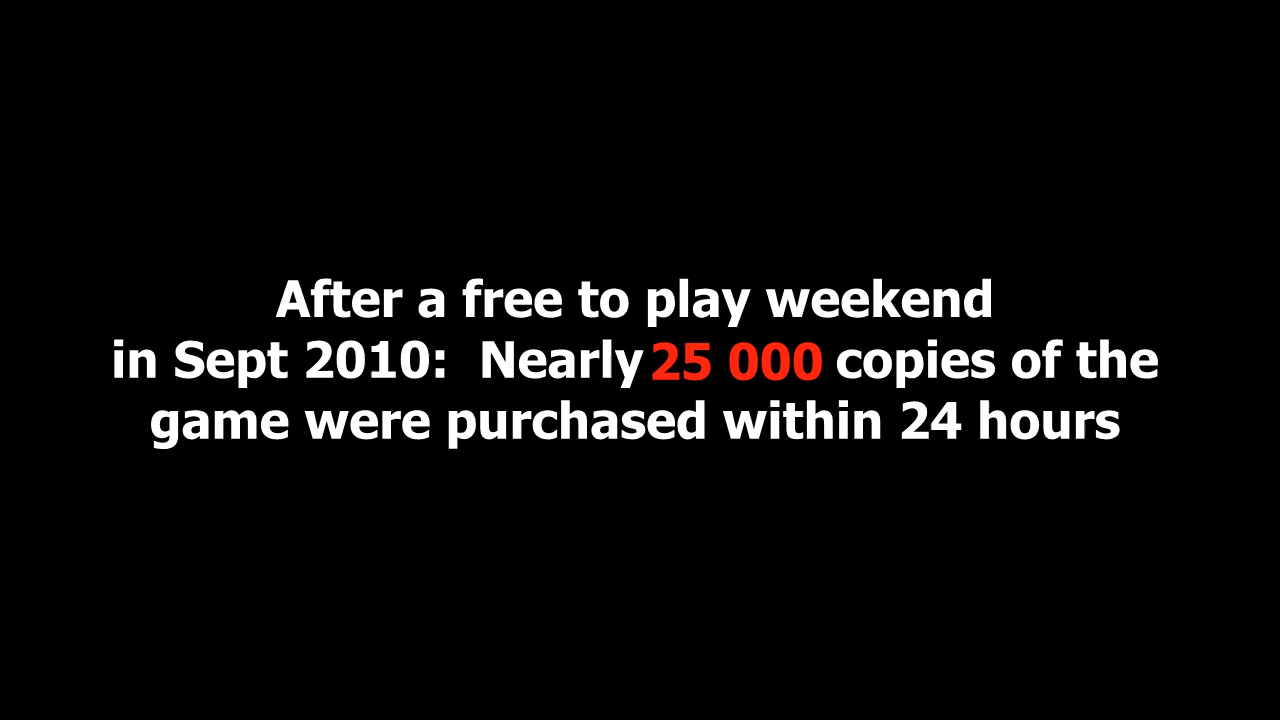 After a free to play weekend
in Sept 2010:  Nearly 25 000 copies of the
game were purchased within 24 hours